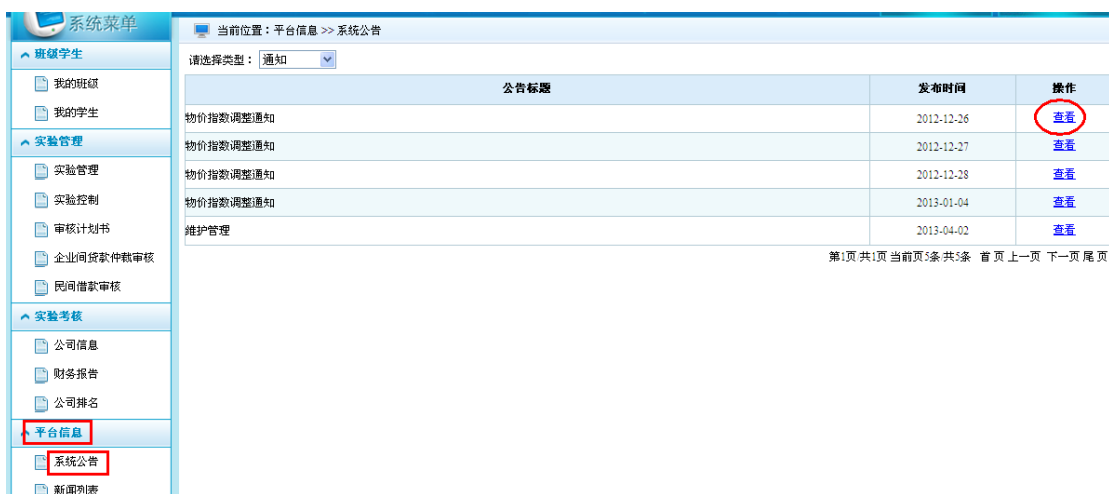 系统菜单
班级学生
我的班级
我的学生
实验管理
实验管理
实验控制
审核计划书
企业间贷款仲裁审核
民间借款审核
实验考核
公司信息
财务报告
公司排名
平台信息
系统公告
新闻列表
当前位置：平台信息 >> 系统公告
请选择类型： 通知
公告标题 发布时间 操作
物价指数调整通知 2012-12-26 查看
物价指数调整通知 2012-12-27 查看
物价指数调整通知 2012-12-28 查看
物价指数调整通知 2013-01-04 查看
维护管理 2013-04-02 查看
第1页 共1页 当前页5条 共5条 首 页 上一页 下一页 尾 页